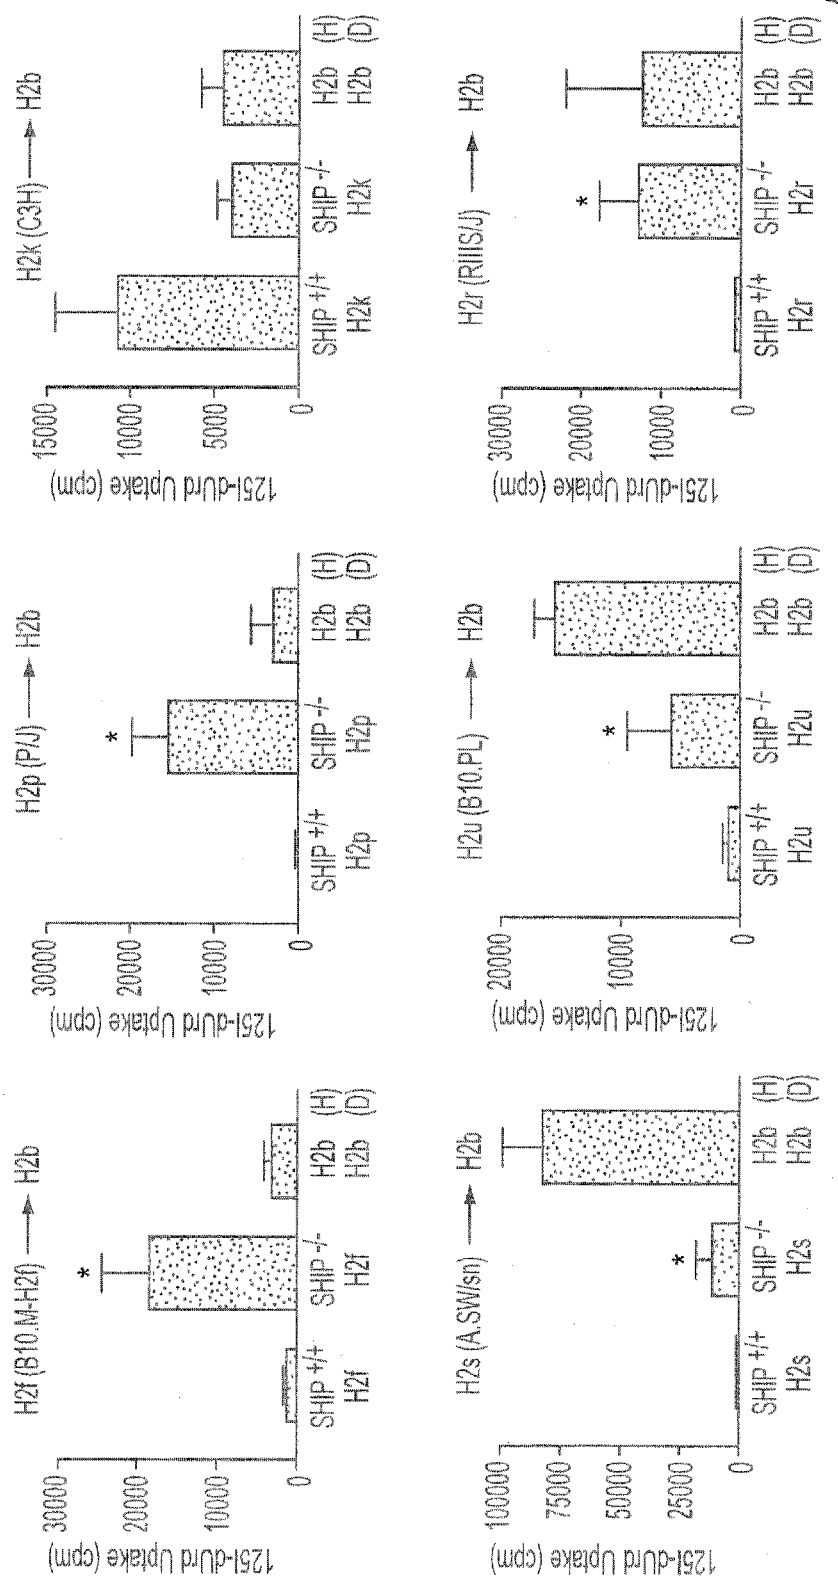 H2f (B10.M-H2f) → H2b
125I-dUrd Uptake (cpm)
30000
20000
10000
0
SHIP +/+ SHIP -/- H2b (H)
H2f H2f H2b (D)
*
H2p (P/J) → H2b
125I-dUrd Uptake (cpm)
30000
20000
10000
0
SHIP +/+ SHIP -/- H2b (H)
H2p H2p H2b (D)
*
H2k (C3H) → H2b
125I-dUrd Uptake (cpm)
15000
10000
5000
0
SHIP +/+ SHIP -/- H2b (H)
H2k H2k H2b (D)
H2s (A.SW/sn) → H2b
125I-dUrd Uptake (cpm)
100000
75000
50000
25000
0
SHIP +/+ SHIP -/- H2b (H)
H2s H2s H2b (D)
*
H2u (B10.PL) → H2b
125I-dUrd Uptake (cpm)
20000
10000
0
SHIP +/+ SHIP -/- H2b (H)
H2u H2u H2b (D)
*
H2r (RIIIS/J) → H2b
125I-dUrd Uptake (cpm)
30000
20000
10000
0
SHIP +/+ SHIP -/- H2b (H)
H2r H2r H2b (D)
*